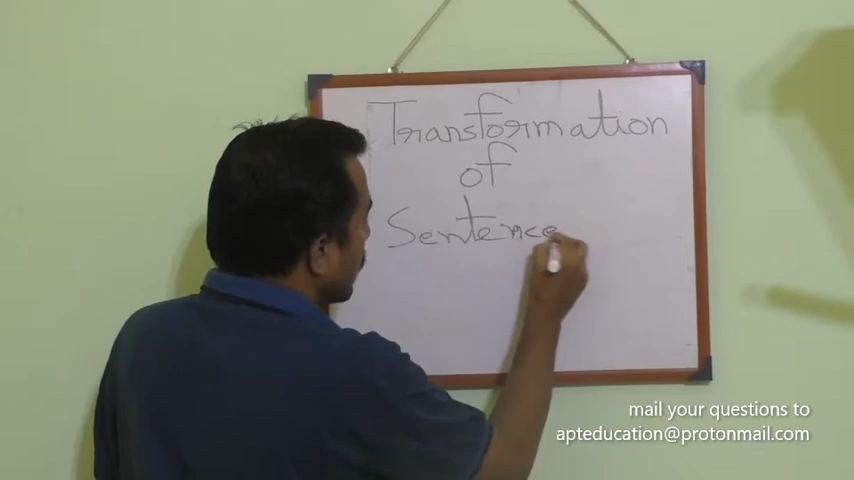 Transformation
of
Sentence
mail your questions to
apteducation@protonmail.com